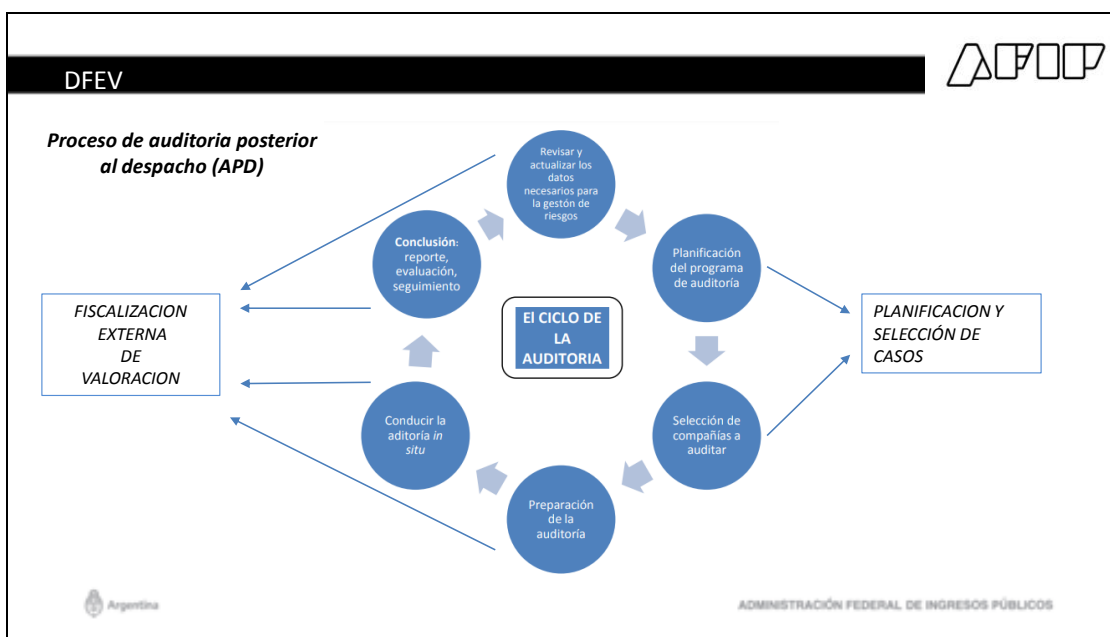 DFEV
AFIP
Proceso de auditoria posterior
al despacho (APD)
Revisar y
actualizar los
datos
necesarios para
la gestión de
riesgos
Conclusión:
reporte,
evaluación,
seguimiento
Planificación
del programa
de auditoría
FISCALIZACION
EXTERNA
DE
VALORACION
El CICLO DE
LA
AUDITORIA
PLANIFICACION Y
SELECCIÓN DE
CASOS
Conducir la
aditoría in
situ
Selección de
compañías a
auditar
Preparación
de la
auditoría
Argentina
ADMINISTRACIÓN FEDERAL DE INGRESOS PÚBLICOS